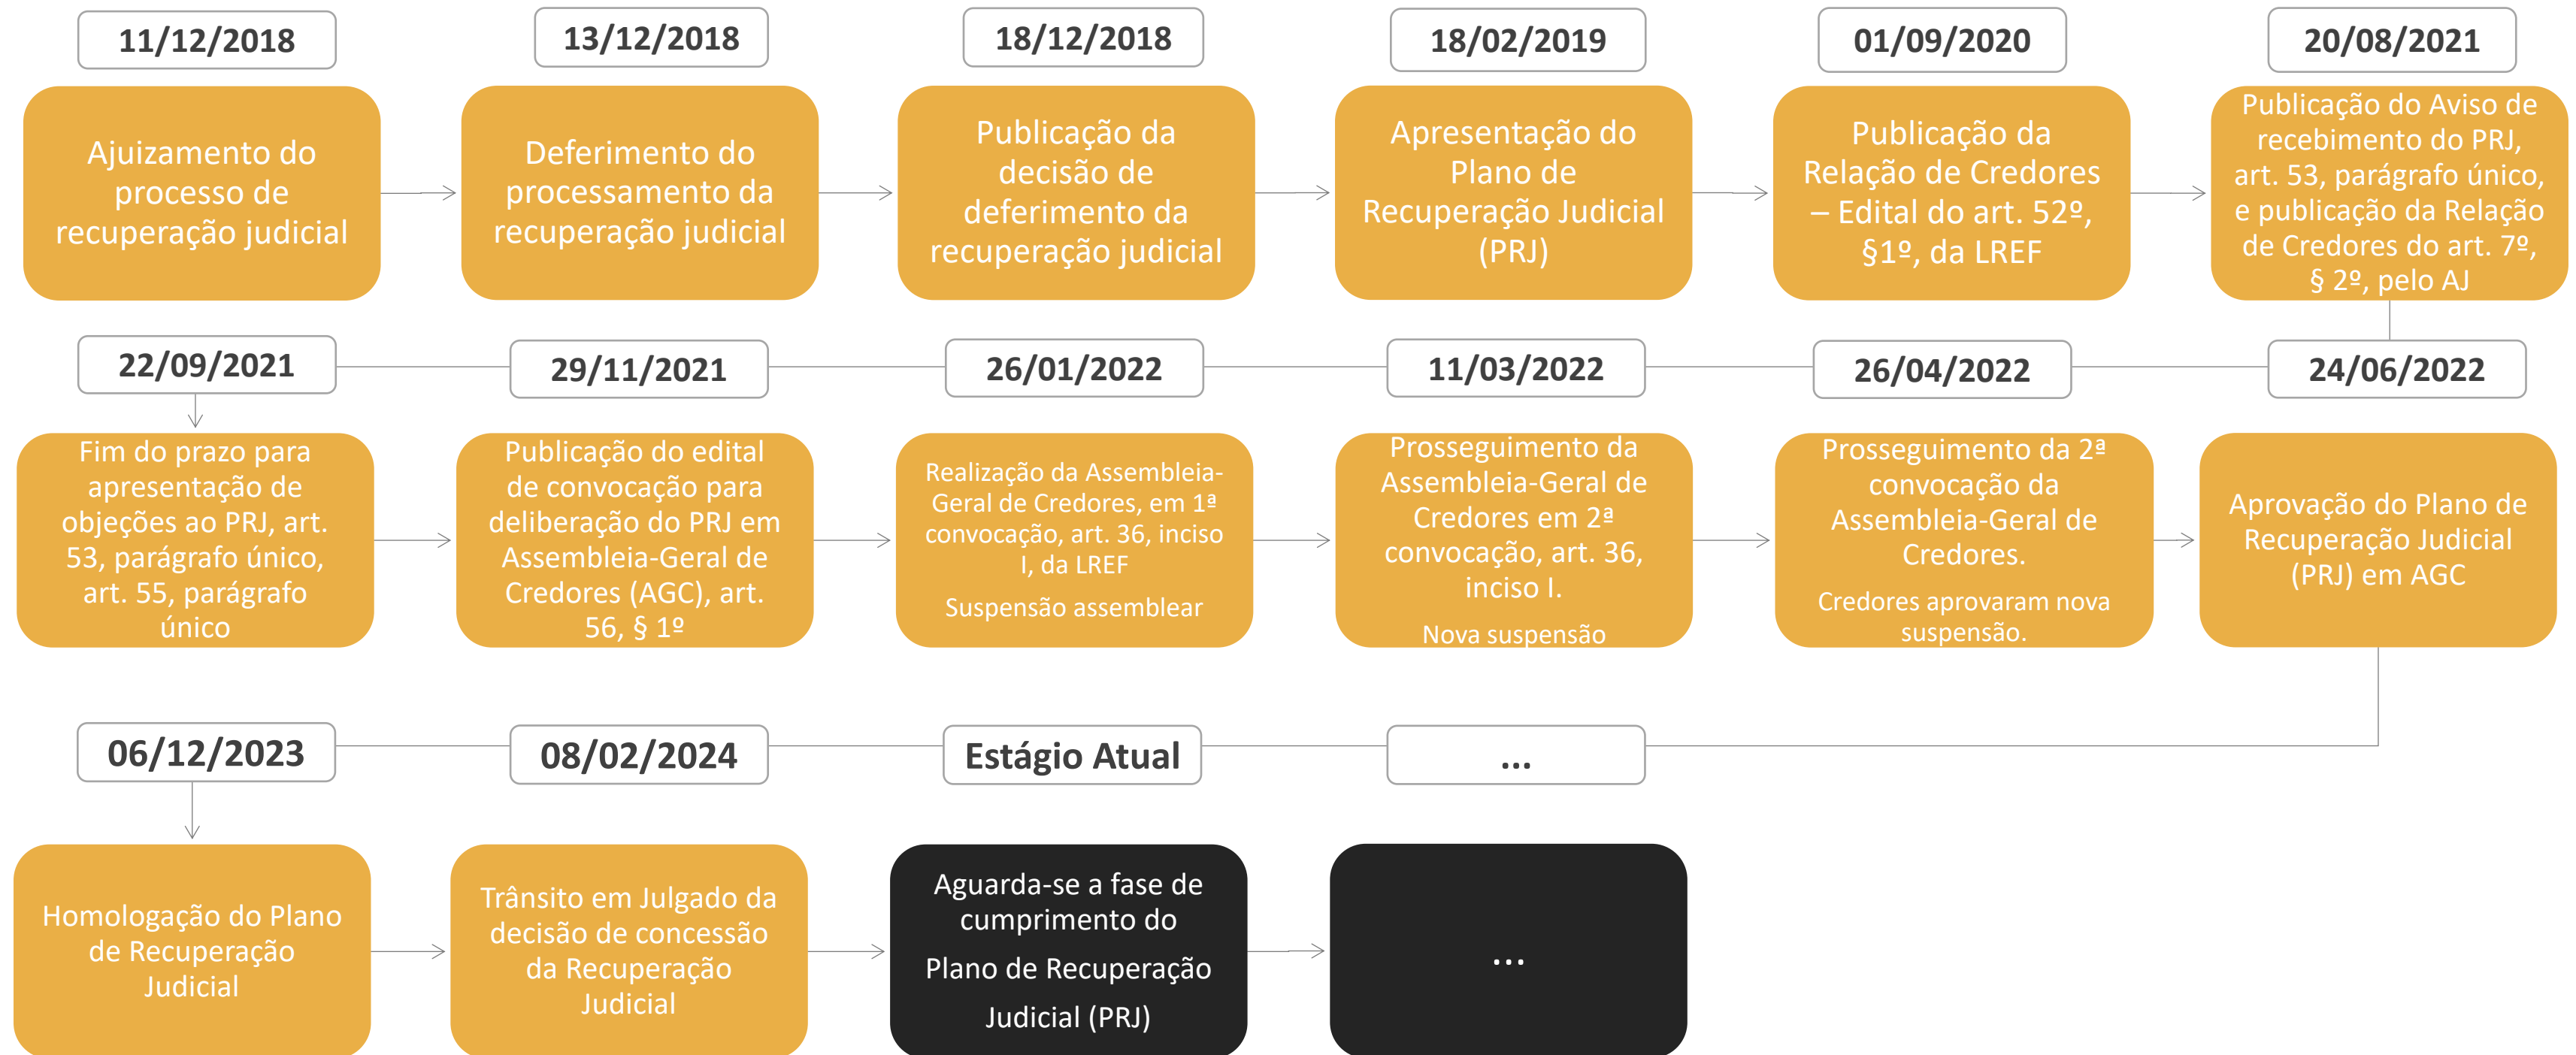 11/12/2018
Ajuizamento do
processo de
recuperação judicial
13/12/2018
Deferimento do
processamento da
recuperação judicial
18/12/2018
Publicação da
decisão de
deferimento da
recuperação judicial
18/02/2019
Apresentação do
Plano de
Recuperação Judicial
(PRJ)
01/09/2020
Publicação da
Relação de Credores
– Edital do art. 52º,
§1º, da LREF
20/08/2021
Publicação do Aviso de
recebimento do PRJ,
art. 53, parágrafo único,
e publicação da Relação
de Credores do art. 7º,
§ 2º, pelo AJ
22/09/2021
Fim do prazo para
apresentação de
objeções ao PRJ, art.
53, parágrafo único,
art. 55, parágrafo
único
29/11/2021
Publicação do edital
de convocação para
deliberação do PRJ em
Assembleia-Geral de
Credores (AGC), art.
56, § 1º
26/01/2022
Realização da Assembleia-
Geral de Credores, em 1ª
convocação, art. 36, inciso
I, da LREF
Suspensão assemblear
11/03/2022
Prosseguimento da
Assembleia-Geral de
Credores em 2ª
convocação, art. 36,
inciso I.
Nova suspensão
26/04/2022
Prosseguimento da 2ª
convocação da
Assembleia-Geral de
Credores.
Credores aprovaram nova
suspensão.
24/06/2022
Aprovação do Plano de
Recuperação Judicial
(PRJ) em AGC
06/12/2023
Homologação do Plano
de Recuperação
Judicial
08/02/2024
Trânsito em Julgado da
decisão de concessão
da Recuperação
Judicial
Estágio Atual
Aguarda-se a fase de
cumprimento do
Plano de Recuperação
Judicial (PRJ)
...
...